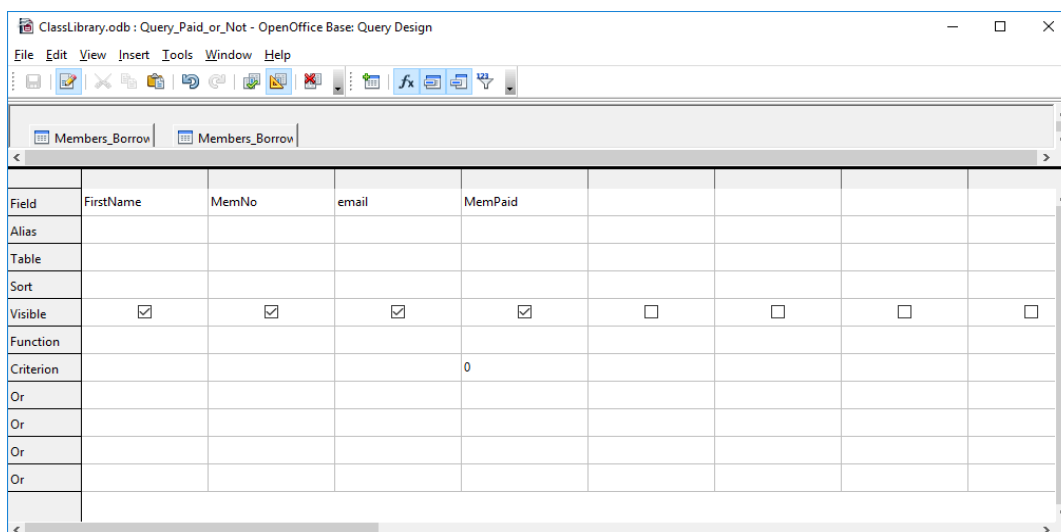 ClassLibrary.odb : Query_Paid_or_Not - OpenOffice Base: Query Design
File Edit View Insert Tools Window Help
Members_Borrow Members_Borrow
Field FirstName MemNo email MemPaid
Alias
Table
Sort
Visible
Function
Criterion 0
Or
Or
Or
Or